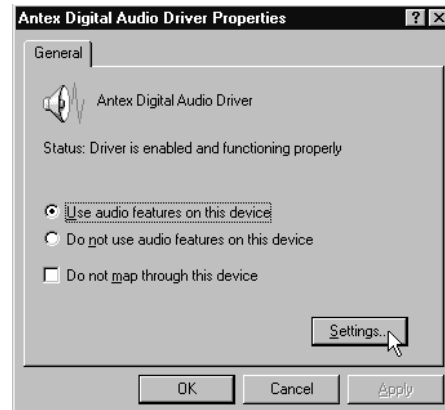 Antex Digital Audio Driver Properties
General
Antex Digital Audio Driver
Status: Driver is enabled and functioning properly
Use audio features on this device
Do not use audio features on this device
Do not map through this device
Settings...
OK Cancel Apply